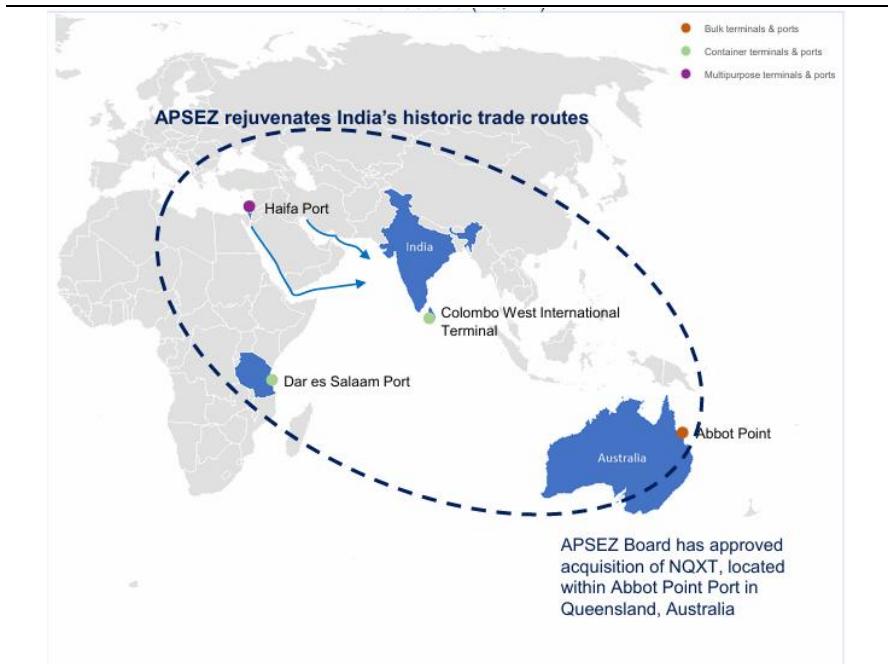 Bulk terminals & ports
Container terminals & ports
Multipurpose terminals & ports
APSEZ rejuvenates India's historic trade routes
Haifa Port
India
Colombo West International
Terminal
Dar es Salaam Port
Abbot Point
Australia
APSEZ Board has approved
acquisition of NQXT, located
within Abbot Point Port in
Queensland, Australia